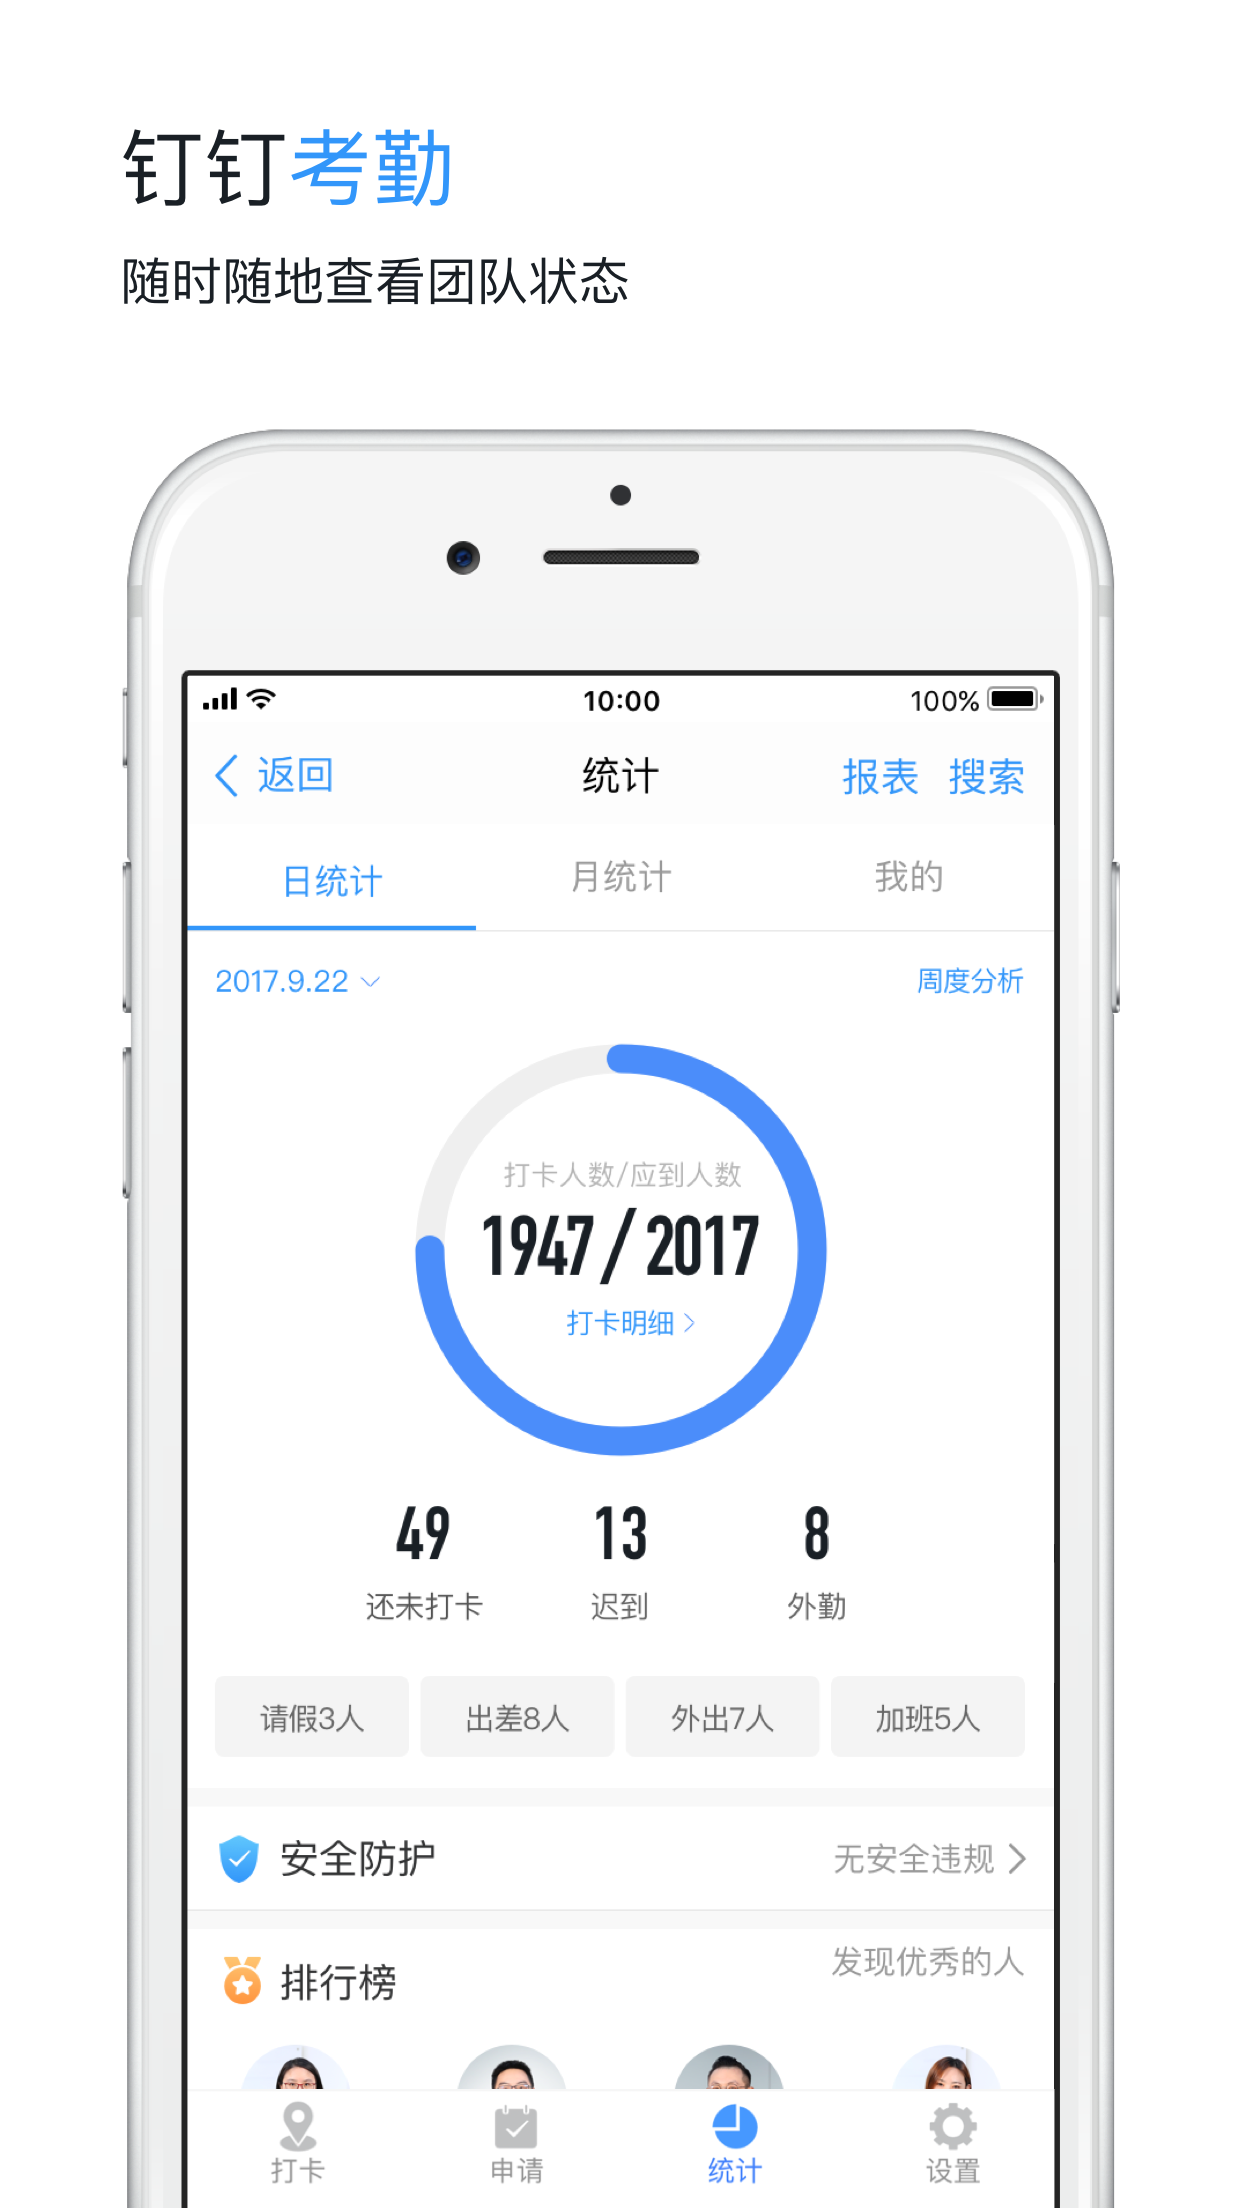 钉钉考勤
随时随地查看团队状态
10:00 100%
返回 统计 报表 搜索
日统计 月统计 我的
2017.9.22 周度分析
打卡人数/应到人数
1947/2017
打卡明细
49 13 8
还未打卡 迟到 外勤
请假3人 出差8人 外出7人 加班5人
安全防护 无安全违规
排行榜 发现优秀的人
打卡 申请 统计 设置